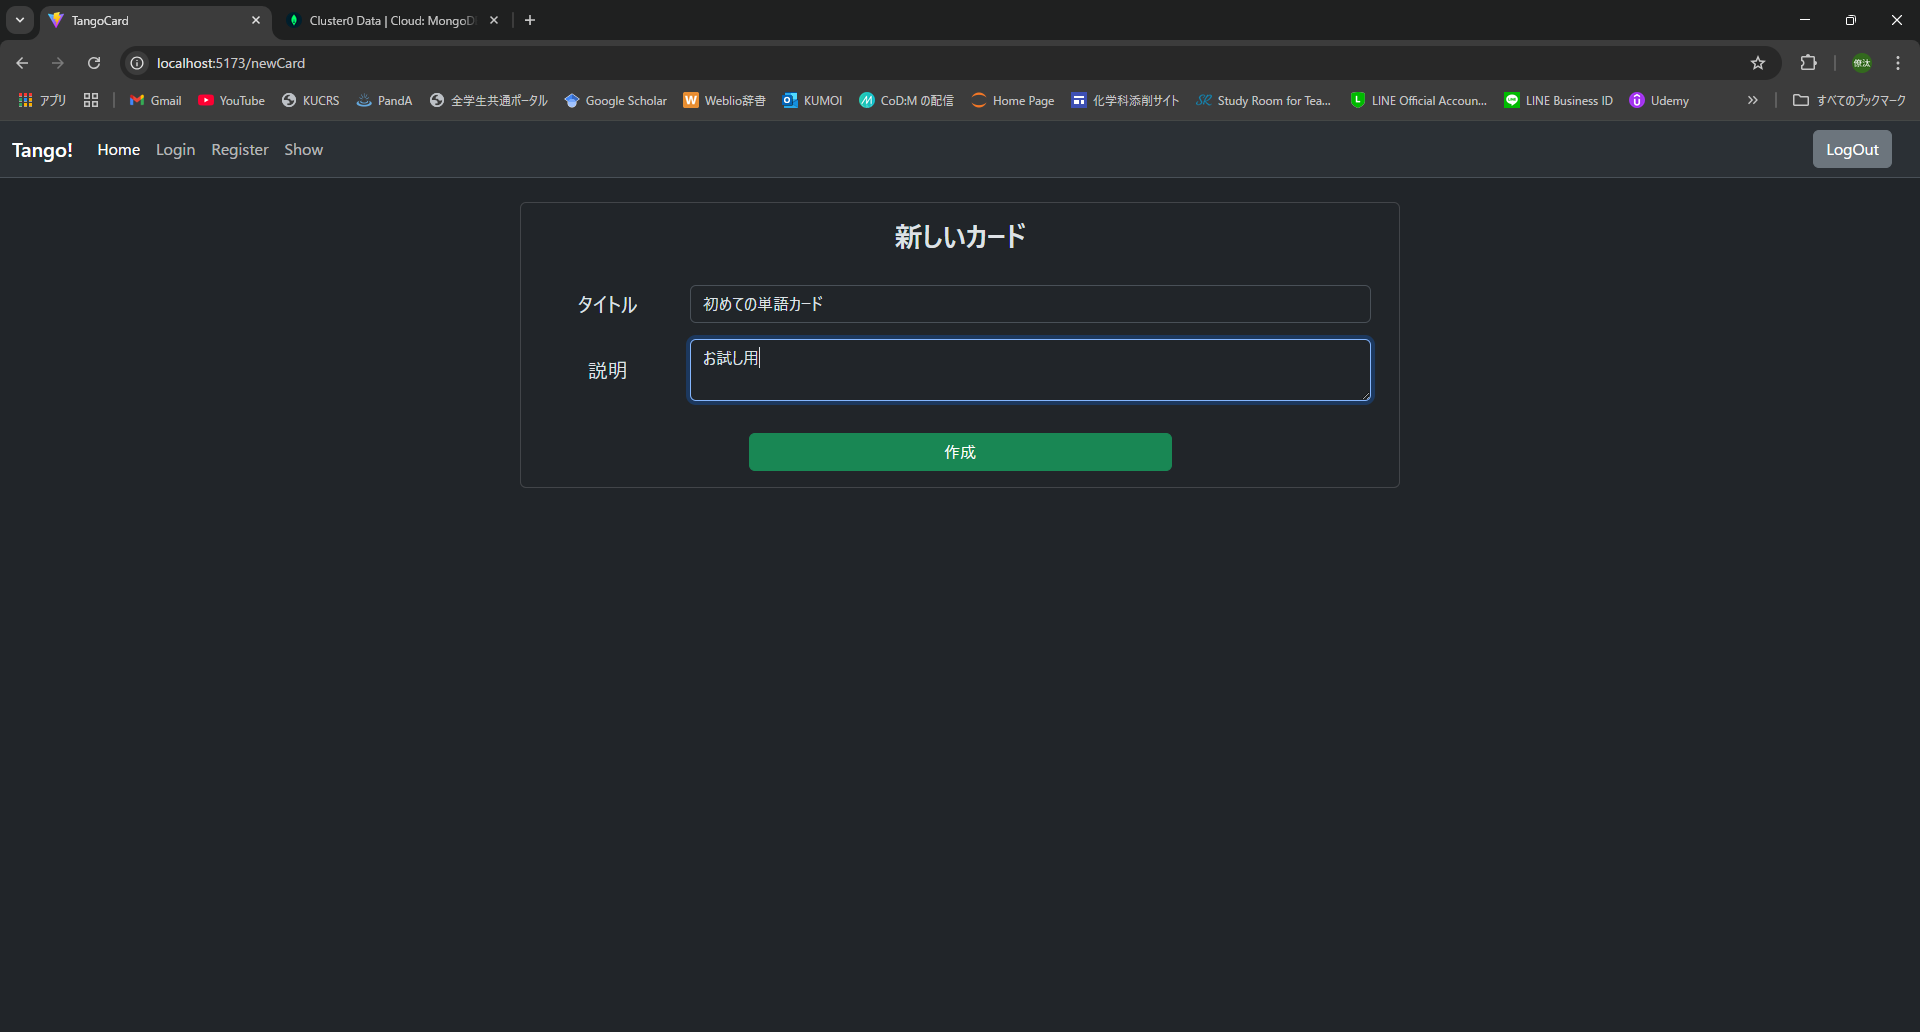 TangoCard
Cluster0 Data | Cloud: MongoD
localhost:5173/newCard
僚汰
アプリ Gmail YouTube KUCRS PandA 全学生共通ポータル Google Scholar Weblio辞書 KUMOI CoD:M の配信 Home Page 化学科添削サイト Study Room for Tea... LINE Official Accoun... LINE Business ID Udemy すべてのブックマーク
Tango! Home Login Register Show LogOut
新しいカード
タイトル 初めての単語カード
説明 お試し用
作成